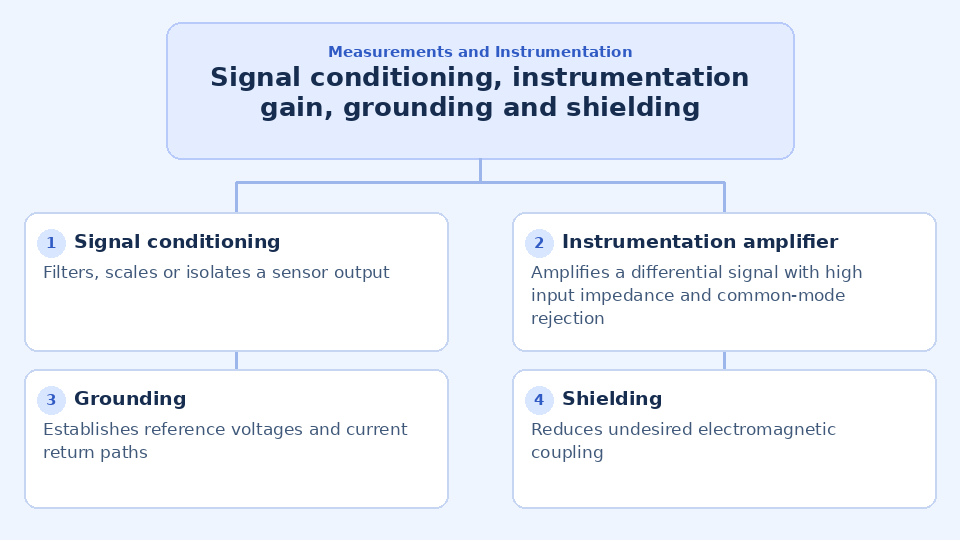 Measurements and Instrumentation
Signal conditioning, instrumentation
gain, grounding and shielding
1 Signal conditioning
Filters, scales or isolates a sensor output
2 Instrumentation amplifier
Amplifies a differential signal with high
input impedance and common-mode
rejection
3 Grounding
Establishes reference voltages and current
return paths
4 Shielding
Reduces undesired electromagnetic
coupling